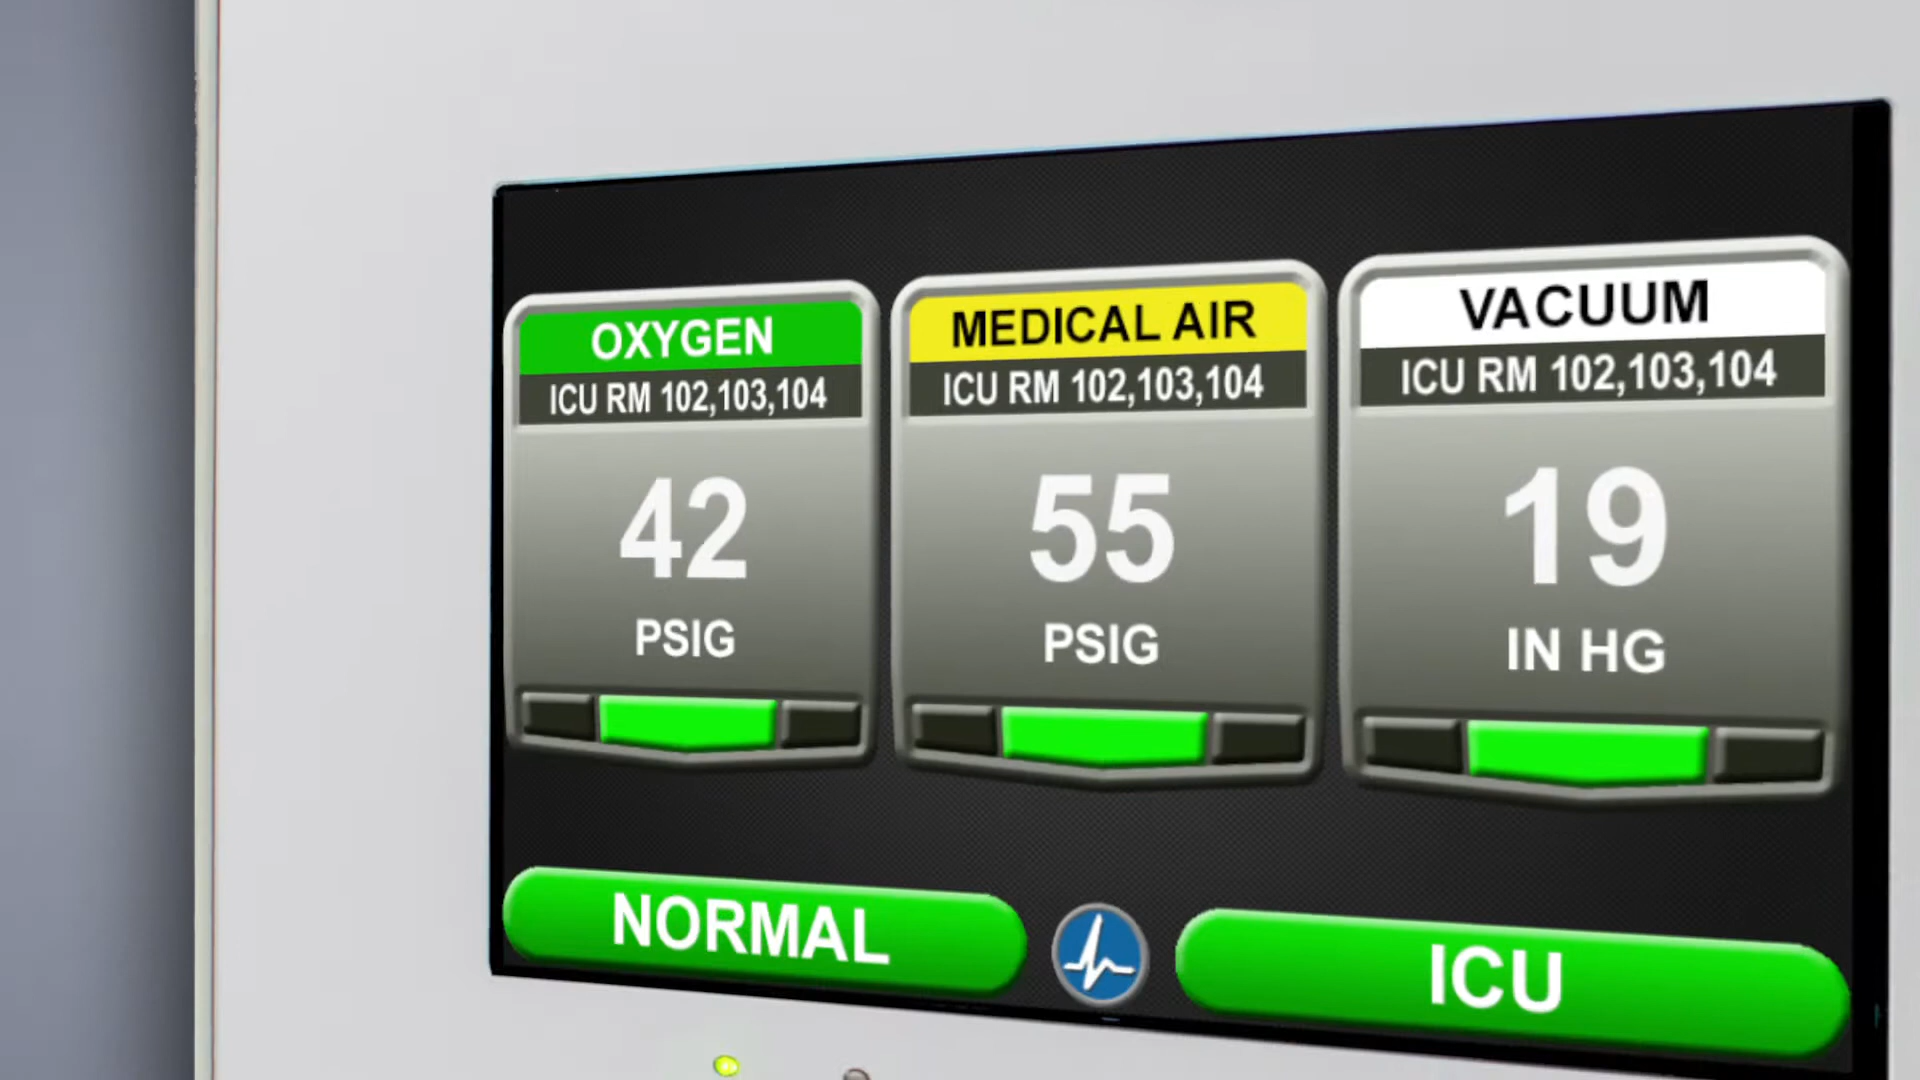 OXYGEN
ICU RM 102,103,104
42
PSIG
MEDICAL AIR
ICU RM 102,103,104
55
PSIG
VACUUM
ICU RM 102,103,104
19
IN HG
NORMAL
ICU